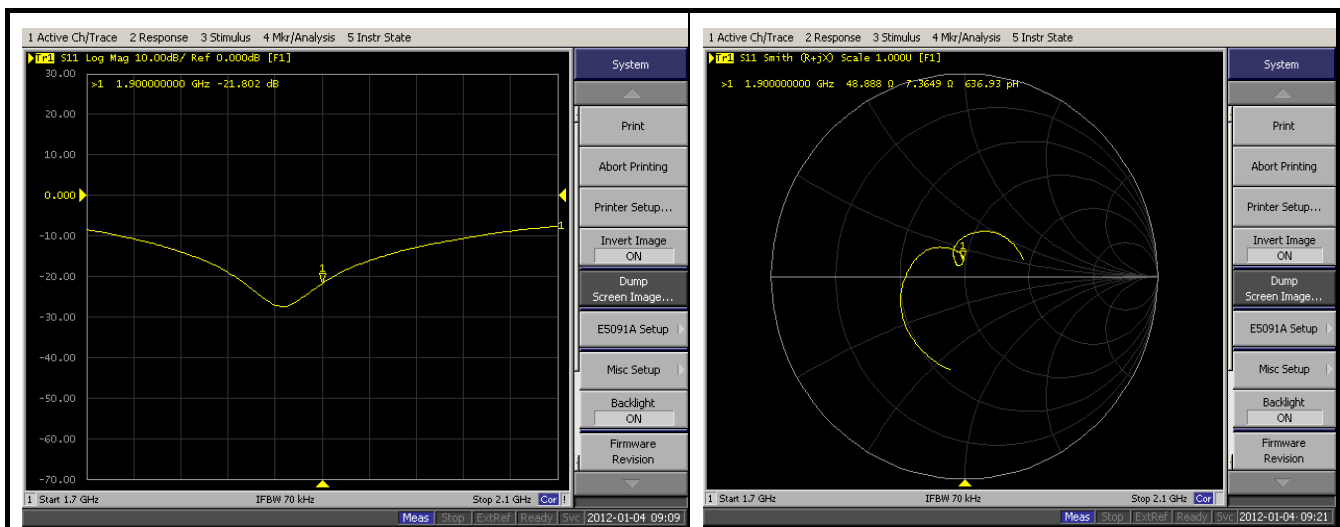 1 Active Ch/Trace 2 Response 3 Stimulus 4 Mkr/Analysis 5 Instr State
Tr1 S11 Log Mag 10.00dB/ Ref 0.000dB [F1]
>1 1.900000000 GHz -21.802 dB
30.00
20.00
10.00
0.000
-10.00
-20.00
-30.00
-40.00
-50.00
-60.00
-70.00
1
1
System
Print
Abort Printing
Printer Setup...
Invert Image
ON
Dump
Screen Image...
E5091A Setup
Misc Setup
Backlight
ON
Firmware
Revision
1 Start 1.7 GHz IFBW 70 kHz Stop 2.1 GHz Cor !
Meas Stop ExtRef Ready Svc 2012-01-04 09:09
1 Active Ch/Trace 2 Response 3 Stimulus 4 Mkr/Analysis 5 Instr State
Tr1 S11 Smith (R+jX) Scale 1.000U [F1]
>1 1.900000000 GHz 48.888 Ω 7.3649 Ω 636.93 pH
1
System
Print
Abort Printing
Printer Setup...
Invert Image
ON
Dump
Screen Image...
E5091A Setup
Misc Setup
Backlight
ON
Firmware
Revision
1 Start 1.7 GHz IFBW 70 kHz Stop 2.1 GHz Cor
Meas Stop ExtRef Ready Svc 2012-01-04 09:21